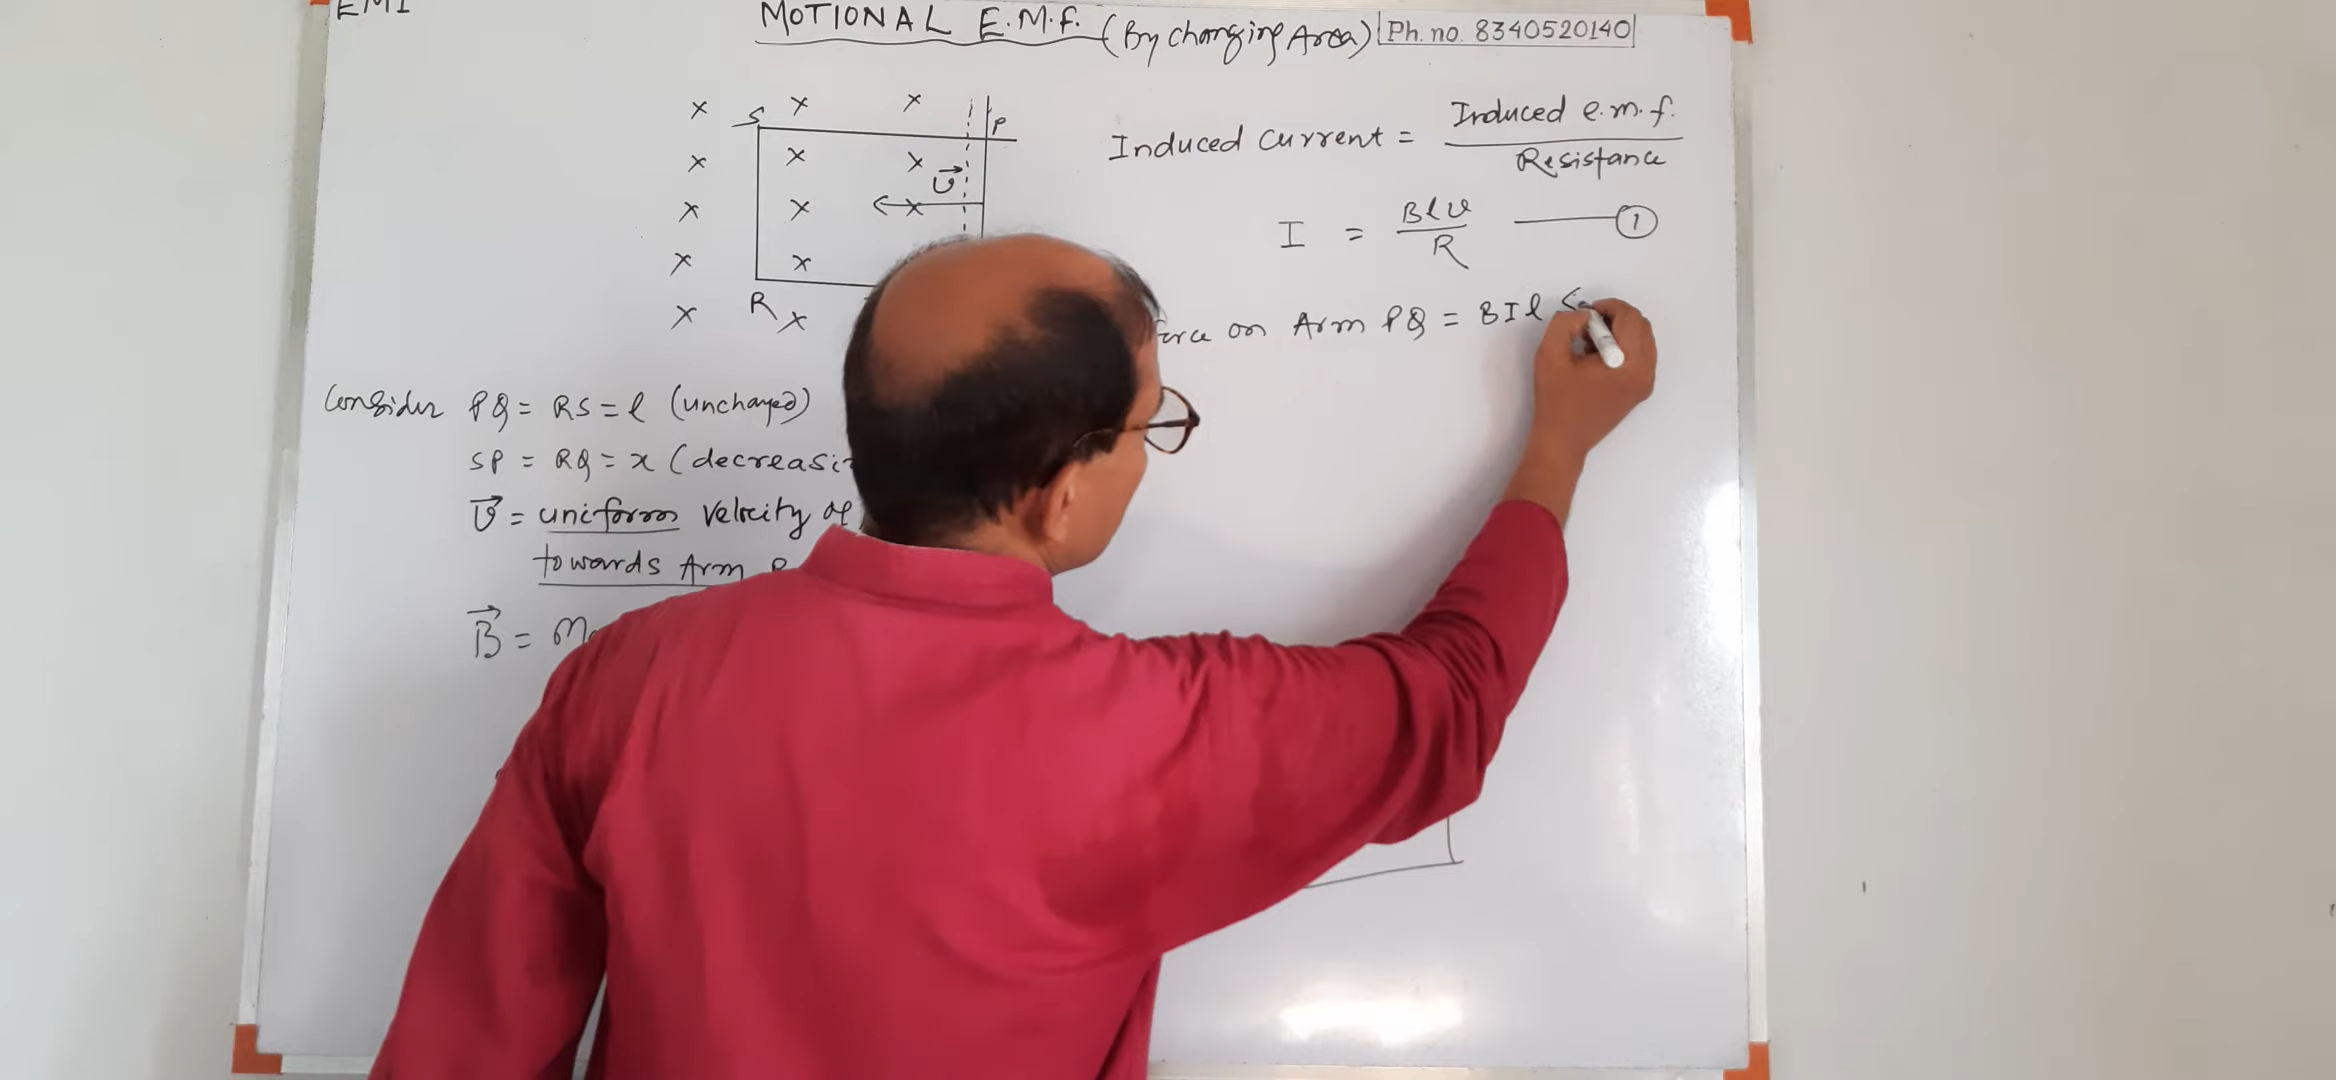 EMI
MOTIONAL E.M.F. (By changing Area) Ph. no. 8340520140
x S x x P
x x x
x x x
x x
x R x
v
Induced Current = Induced e.m.f. / Resistance
I = Blv / R ——— 1
Force on Arm PQ = BIl
Consider PQ = RS = l (unchanged)
SP = RQ = x (decreasi
v = uniform velocity of
towards Arm
B =